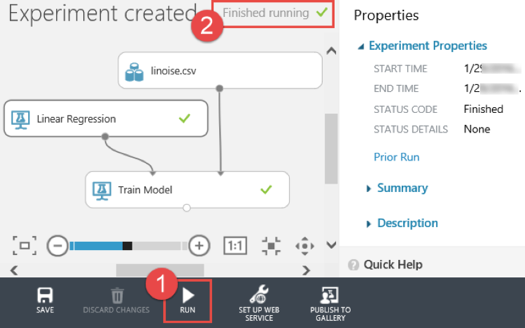 Experiment created
2
Finished running
Properties
Experiment Properties
START TIME 1/2
END TIME 1/2
STATUS CODE Finished
STATUS DETAILS None
Prior Run
Summary
Description
Quick Help
linoise.csv
Linear Regression
Train Model
1:1
1
SAVE
DISCARD CHANGES
RUN
SET UP WEB
SERVICE
PUBLISH TO
GALLERY